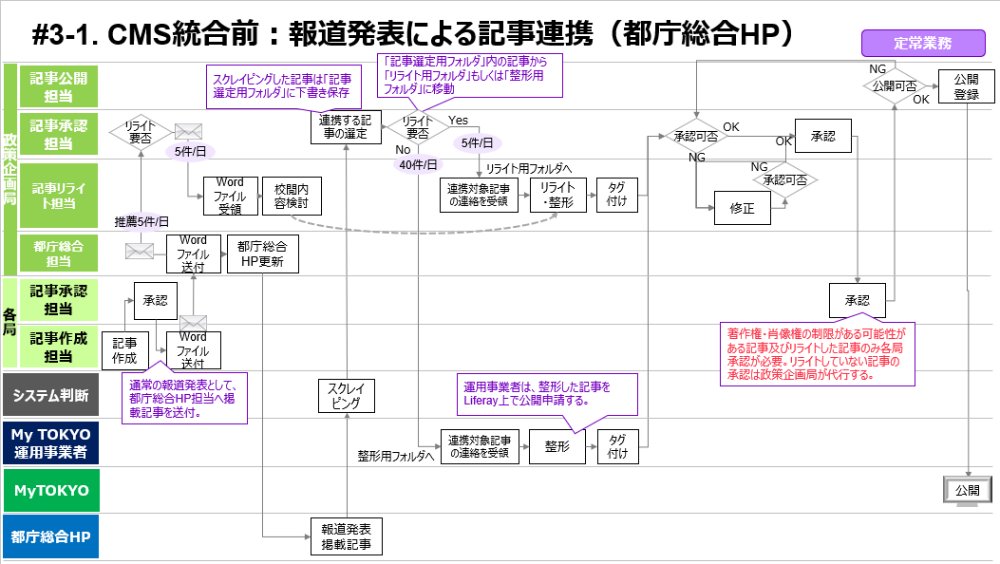 #3-1. CMS統合前：報道発表による記事連携（都庁総合HP）
定常業務
政策企画局
各局
記事公開
担当
記事承認
担当
記事リライ
ト担当
都庁総合
担当
記事承認
担当
記事作成
担当
システム判断
My TOKYO
運用事業者
MyTOKYO
都庁総合HP
スクレイピングした記事は「記事
選定用フォルダ」に下書き保存
「記事選定用フォルダ」内の記事から
「リライト用フォルダ」もしくは「整形用
フォルダ」に移動
NG
公開可否
OK
公開
登録
リライト
要否
5件/日
連携する記
事の選定
リライト
要否
Yes
5件/日
No
40件/日
承認可否
OK
NG
OK
承認
リライト用フォルダへ
Word
ファイル
受領
校閲内
容検討
連携対象記事
の連絡を受領
リライト
・整形
タグ
付け
NG
承認可否
修正
推薦5件/日
Word
ファイル
送付
都庁総合
HP更新
承認
承認
記事
作成
Word
ファイル
送付
著作権・肖像権の制限がある可能性が
ある記事及びリライトした記事のみ各局
承認が必要。リライトしていない記事の
承認は政策企画局が代行する。
通常の報道発表として、
都庁総合HP担当へ掲
載記事を送付。
スクレイ
ピング
運用事業者は、整形した記事を
Liferay上で公開申請する。
整形用フォルダへ
連携対象記事
の連絡を受領
整形
タグ
付け
公開
報道発表
掲載記事